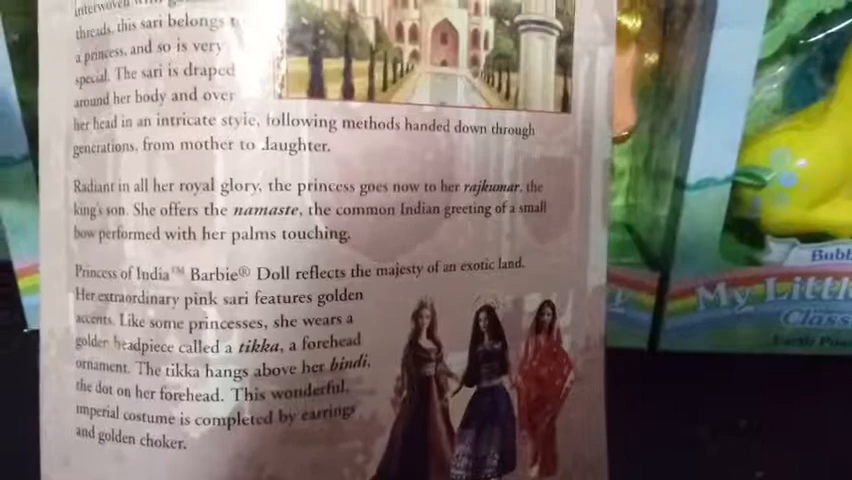 interwoven with
threads, this sari belongs t
a princess, and so is very
special. The sari is draped
around her body and over
her head in an intricate style, following methods handed down through
generations, from mother to daughter.
Radiant in all her royal glory, the princess goes now to her rajkumar, the
king's son. She offers the namaste, the common Indian greeting of a small
bow performed with her palms touching.
Princess of India™ Barbie® Doll reflects the majesty of an exotic land.
Her extraordinary pink sari features golden
accents. Like some princesses, she wears a
golden headpiece called a tikka, a forehead
ornament. The tikka hangs above her bindi,
the dot on her forehead. This wonderful,
imperial costume is completed by earrings
and golden choker.
Bubb
My Littl
Class
Earth Po